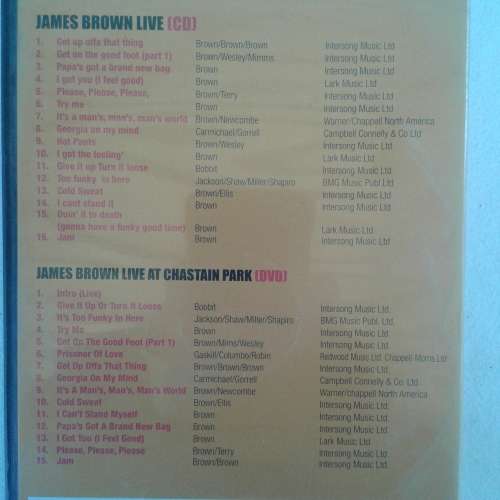 JAMES BROWN LIVE (CD)
1. Get up offa that thing Brown/Brown/Brown Intersong Music Ltd
2. Get on the good foot (part 1) Brown/Wesley/Mimms Intersong Music Ltd.
3. Papa's got a brand new bag Brown Intersong Music Ltd
4. I got you (I feel good) Brown Lark Music Ltd
5. Please, Please, Please, Brown/Terry Intersong Music Ltd
6. Try me Brown Intersong Music Ltd.
7. It's a man's, man's, man's world Brown/Newcombe Warner/Chappell North America
8. Georgia on my mind Carmichael/Gorrell Campbell Connelly & Co Ltd
9. Hot Pants Brown/Wesley Intersong Music Ltd.
10. I got the feeling' Brown Lark Music Ltd
11. Give it up Turn it loose Bobbit Intersong Music Ltd.
12. Too funky in here Jackson/Shaw/Miller/Shapiro BMG Music Publ Ltd
13. Cold Sweat Brown/Ellis Intersong Music Ltd.
14. I cant stand it Brown Intersong Music Ltd
15. Doin' it to death
(gonna have a funky good time) Brown Lark Music Ltd
15. Jam Brown Intersong Music Ltd.
JAMES BROWN LIVE AT CHASTAIN PARK (DVD)
1. Intro (Live)
2. Give It Up Or Turn It Loose Bobbit Intersong Music Ltd.
3. It's Too Funky In Here Jackson/Shaw/Miller/Shapiro BMG Music Publ. Ltd.
4. Try Me Brown Intersong Music Ltd.
5. Get On The Good Foot (Part 1) Brown/Mims/Wesley Intersong Music Ltd.
6. Prisoner Of Love Gaskill/Columbo/Robin Redwood Music Ltd. Chappell Morris Ltd
7. Get Up Offa That Thing Brown/Brown/Brown Intersong Music Ltd.
8. Georgia On My Mind Carmichael/Gorrell Campbell Connelly & Co. Ltd.
9. It's A Man's, Man's, Man's World Brown/Newcombe Warner/chappell North America
10. Cold Sweat Brown/Ellis Intersong Music Ltd.
11. I Can't Stand Myself Brown Intersong Music Ltd.
12. Papa's Got A Brand New Bag Brown Intersong Music Ltd.
13. I Got You (I Feel Good) Brown Lark Music Ltd.
14. Please, Please, Please Brown/Terry Intersong Music Ltd.
15. Jam Brown/Brown Intersong Music Ltd.